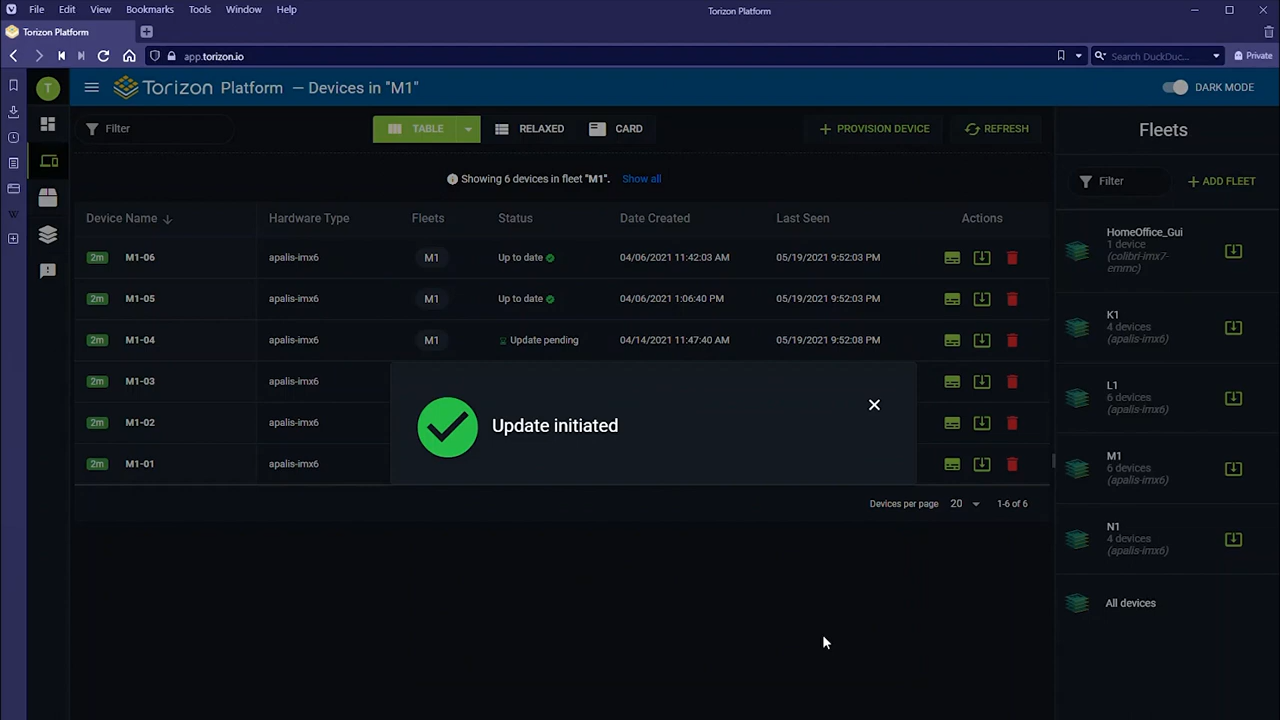 File Edit View Bookmarks Tools Window Help
Torizon Platform
Torizon Platform
app.torizon.io
Search DuckDuc...
Private
T
Torizon Platform — Devices in "M1"
DARK MODE
Filter
TABLE
RELAXED
CARD
PROVISION DEVICE
REFRESH
Fleets
Showing 6 devices in fleet "M1". Show all
Filter
ADD FLEET
Device Name Hardware Type Fleets Status Date Created Last Seen Actions
2m M1-06 apalis-imx6 M1 Up to date 04/06/2021 11:42:03 AM 05/19/2021 9:52:03 PM
2m M1-05 apalis-imx6 M1 Up to date 04/06/2021 1:06:40 PM 05/19/2021 9:52:03 PM
2m M1-04 apalis-imx6 M1 Update pending 04/14/2021 11:47:40 AM 05/19/2021 9:52:08 PM
2m M1-03 apalis-imx6
2m M1-02 apalis-imx6
2m M1-01 apalis-imx6
Update initiated
Devices per page 20 1-6 of 6
HomeOffice_Gui
1 device
(colibri-imx7-
emmc)
K1
4 devices
(apalis-imx6)
L1
6 devices
(apalis-imx6)
M1
6 devices
(apalis-imx6)
N1
4 devices
(apalis-imx6)
All devices